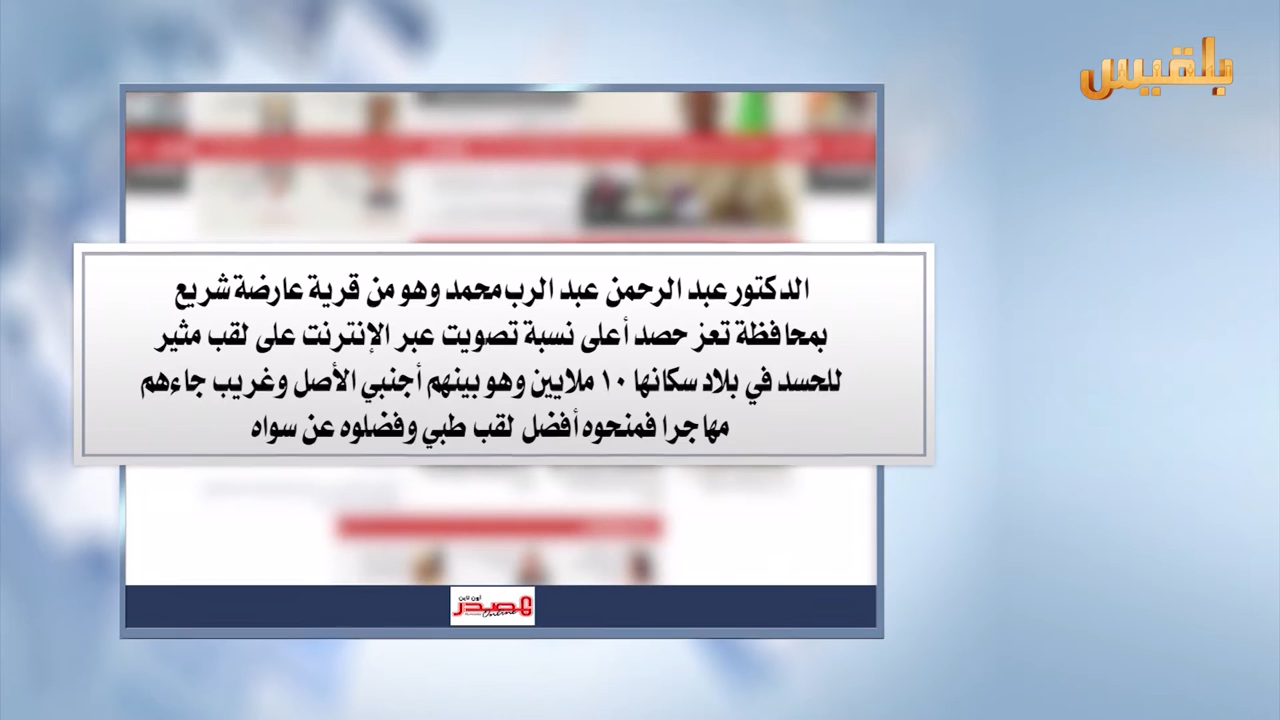 بلقيس
الدكتور عبد الرحمن عبد الرب محمد وهو من قرية عارضة شريع
بمحافظة تعز حصد أعلى نسبة تصويت عبر الإنترنت على لقب مثير
للحسد في بلاد سكانها ١٠ ملايين وهو بينهم أجنبي الأصل وغريب جاءهم
مهاجرا فمنحوه أفضل لقب طبي وفضلوه عن سواه
المصدر
اون لاين
Online